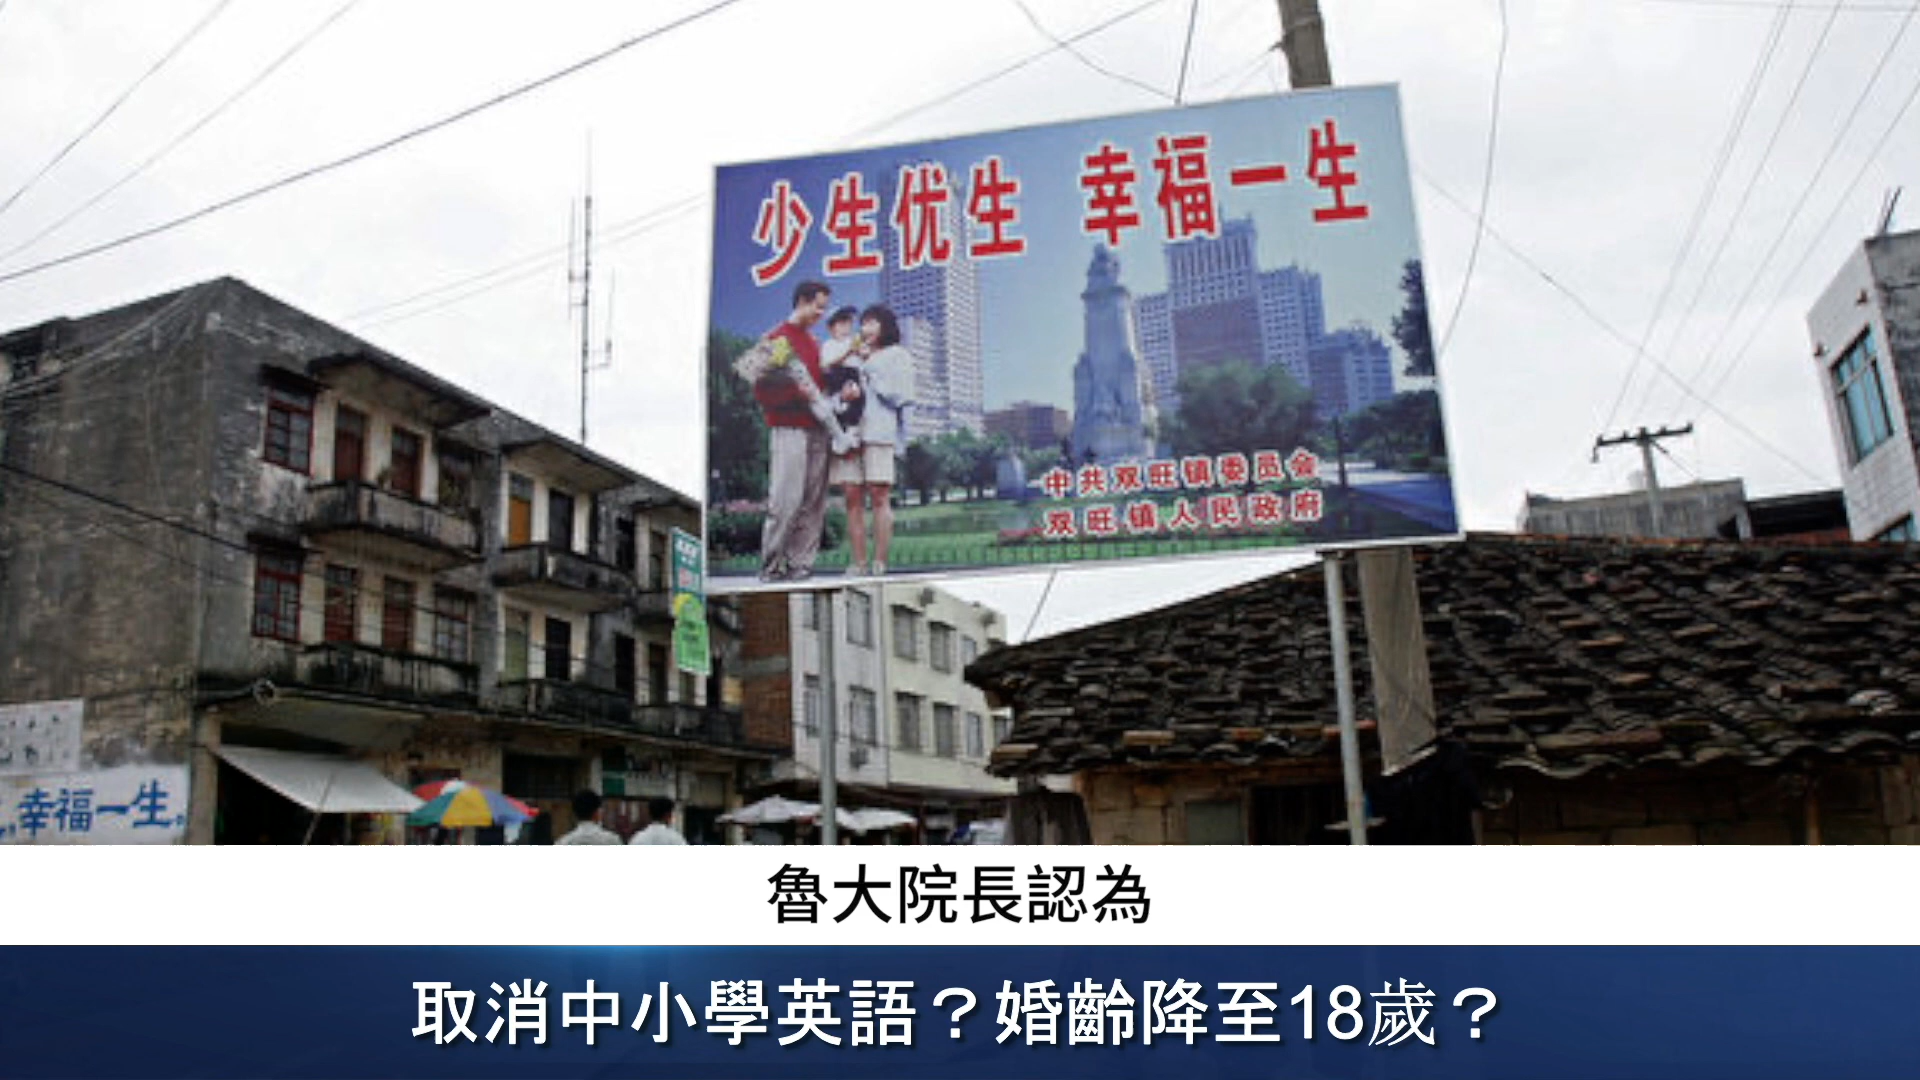 少生优生 幸福一生
中共双旺镇委员会
双旺镇人民政府
,幸福一生.
魯大院長認為
取消中小學英語？婚齡降至18歲？